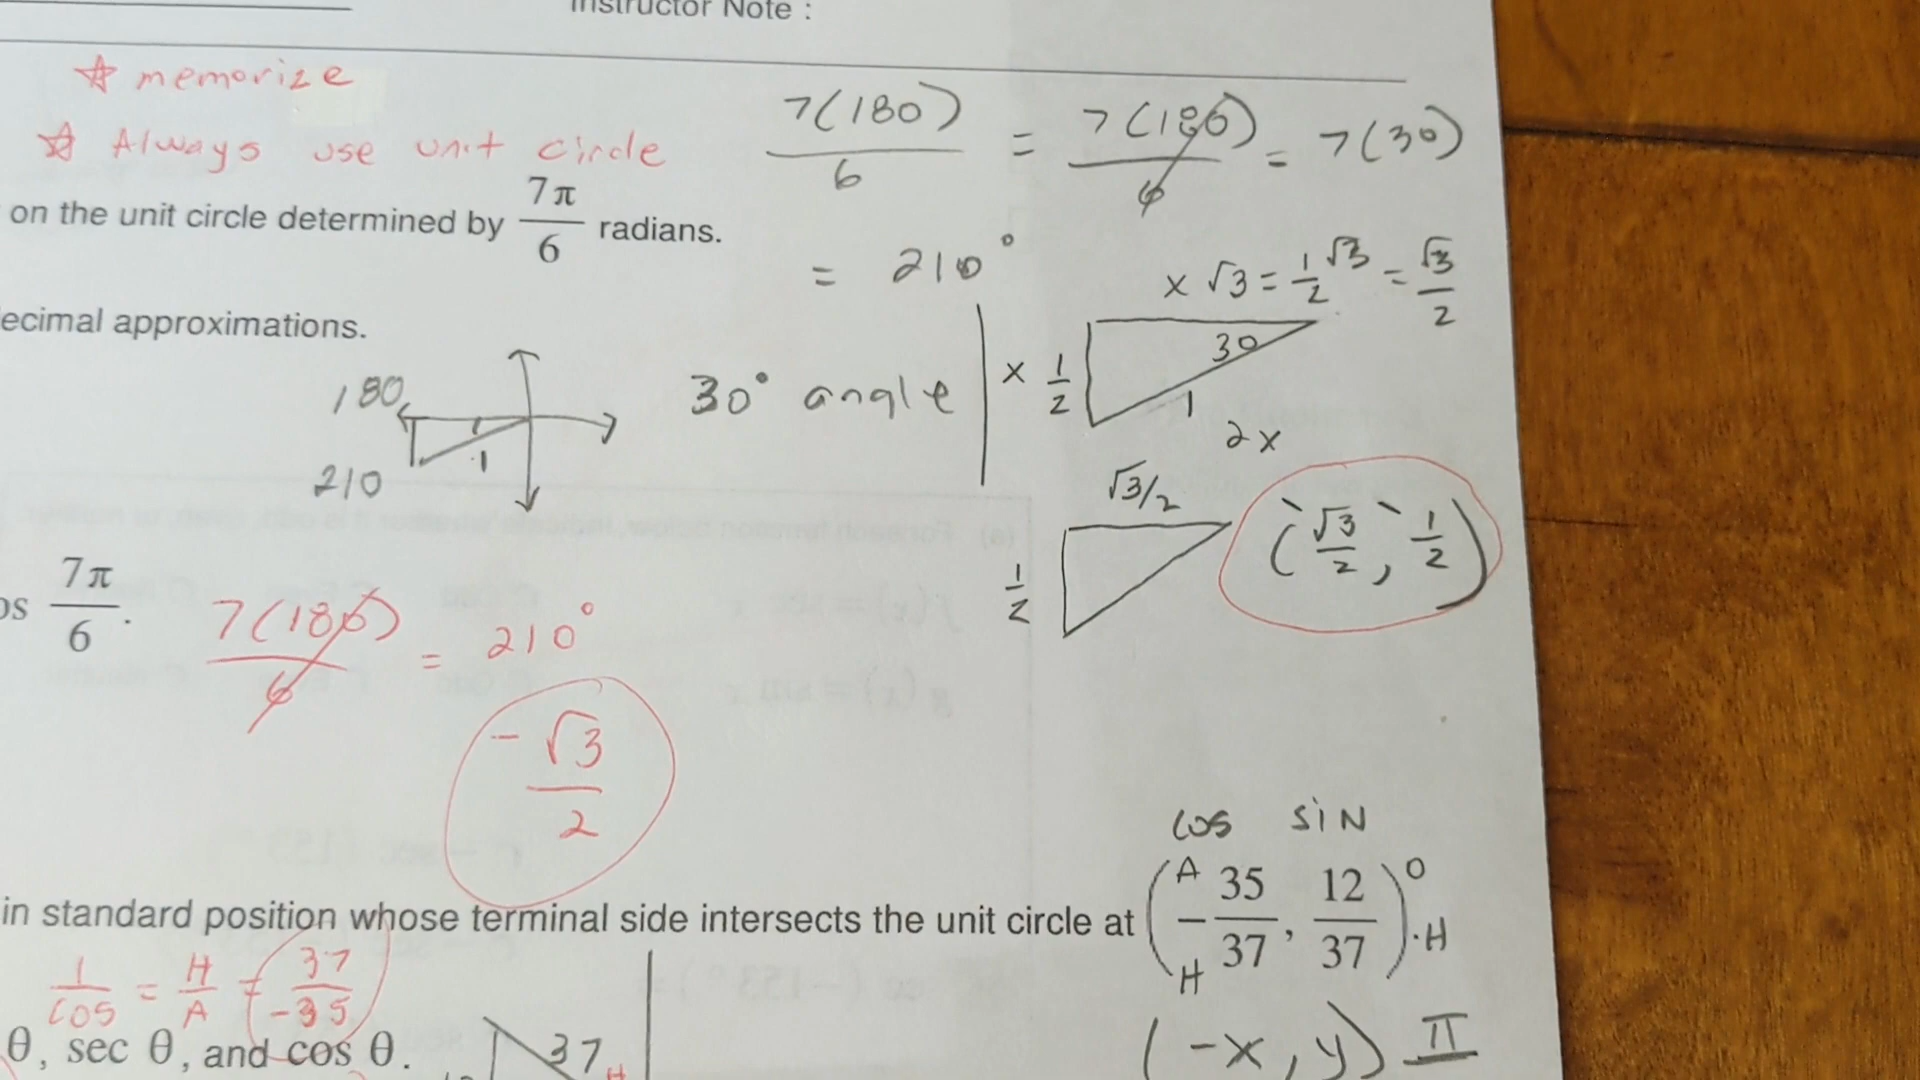 Instructor Note :
☆ memorize
☆ Always use unit circle
7(180)/6 = 7(180)/6 = 7(30)
on the unit circle determined by 7π/6 radians.
= 210°
x √3 = 1/2 √3 = √3/2
ecimal approximations.
180
210
1
30° angle
x 1/2
30
1
2x
√3/2
1/2
(-√3/2, -1/2)
os 7π/6.
7(180)/6 = 210°
-√3/2
cos sin
in standard position whose terminal side intersects the unit circle at (-35/37, 12/37)
A H O H
1/cos = H/A = 37/-35
(-x, y) II
θ, sec θ, and cos θ.
37
H